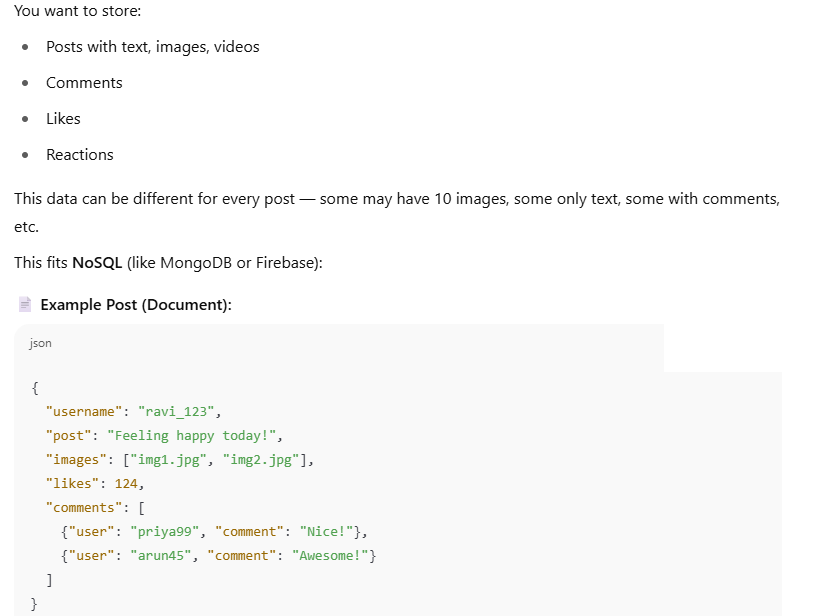 You want to store:
• Posts with text, images, videos
• Comments
• Likes
• Reactions
This data can be different for every post — some may have 10 images, some only text, some with comments,
etc.
This fits NoSQL (like MongoDB or Firebase):
Example Post (Document):
json
{
  "username": "ravi_123",
  "post": "Feeling happy today!",
  "images": ["img1.jpg", "img2.jpg"],
  "likes": 124,
  "comments": [
    {"user": "priya99", "comment": "Nice!"},
    {"user": "arun45", "comment": "Awesome!"}
  ]
}